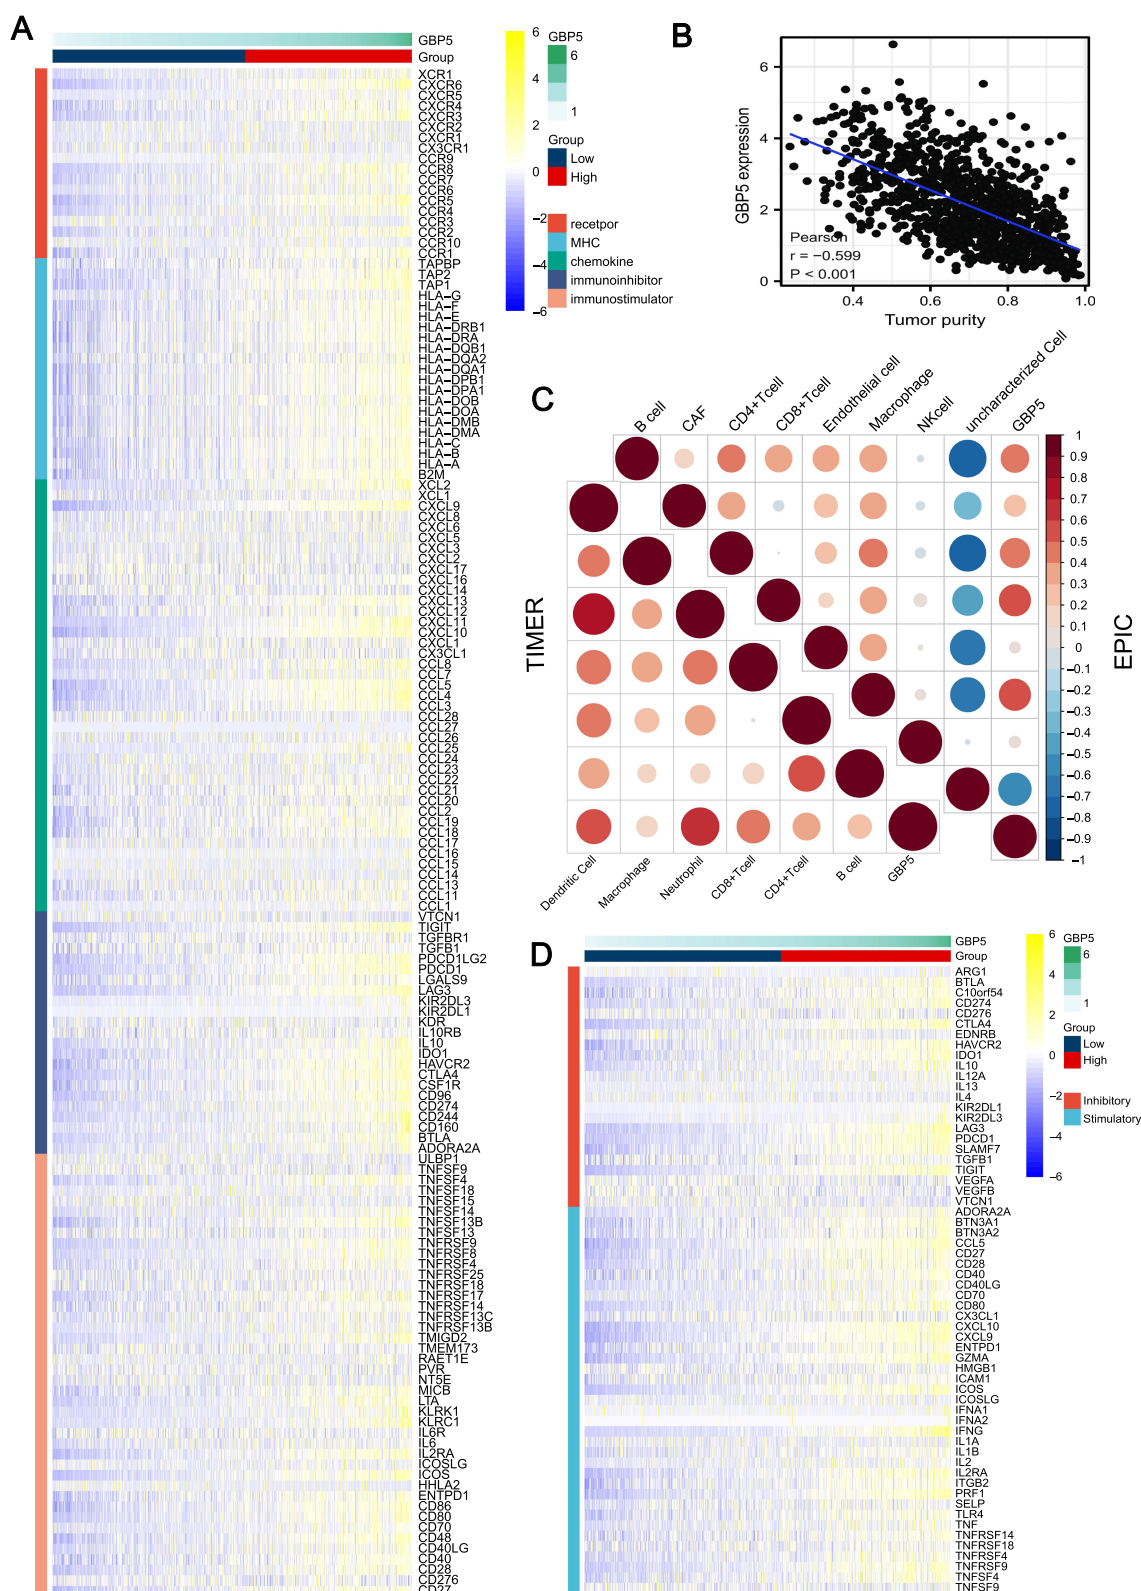 A
GBP5
Group
XCR1
CXCR6
CXCR5
CXCR4
CXCR3
CXCR2
CXCR1
CX3CR1
CCR9
CCR8
CCR7
CCR6
CCR5
CCR4
CCR3
CCR2
CCR10
CCR1
TAPBP
TAP2
TAP1
HLA−G
HLA−F
HLA−E
HLA−DRB1
HLA−DRA
HLA−DQB1
HLA−DQA2
HLA−DQA1
HLA−DPB1
HLA−DPA1
HLA−DOB
HLA−DOA
HLA−DMB
HLA−DMA
HLA−C
HLA−B
HLA−A
B2M
XCL2
XCL1
CXCL9
CXCL8
CXCL6
CXCL5
CXCL3
CXCL2
CXCL17
CXCL16
CXCL14
CXCL13
CXCL12
CXCL11
CXCL10
CXCL1
CX3CL1
CCL8
CCL7
CCL5
CCL4
CCL3
CCL28
CCL27
CCL26
CCL25
CCL24
CCL23
CCL22
CCL21
CCL20
CCL2
CCL19
CCL18
CCL17
CCL16
CCL15
CCL14
CCL13
CCL11
CCL1
VTCN1
TIGIT
TGFBR1
TGFB1
PDCD1LG2
PDCD1
LGALS9
LAG3
KIR2DL3
KIR2DL1
KDR
IL10RB
IL10
IDO1
HAVCR2
CTLA4
CSF1R
CD96
CD274
CD244
CD160
BTLA
ADORA2A
ULBP1
TNFSF9
TNFSF4
TNFSF18
TNFSF15
TNFSF14
TNFSF13B
TNFSF13
TNFRSF9
TNFRSF8
TNFRSF4
TNFRSF25
TNFRSF18
TNFRSF17
TNFRSF14
TNFRSF13C
TNFRSF13B
TMIGD2
TMEM173
RAET1E
PVR
NT5E
MICB
LTA
KLRK1
KLRC1
IL6R
IL6
IL2RA
ICOSLG
ICOS
HHLA2
ENTPD1
CD86
CD80
CD70
CD48
CD40LG
CD40
CD28
CD276
CD27
6
4
2
0
−2
−4
−6
GBP5
6
1
Group
Low
High
recetpor
MHC
chemokine
immunoinhibitor
immunostimulator
B
GBP5 expression
6
4
2
0
Pearson
r = −0.599
P < 0.001
0.4
0.6
0.8
1.0
Tumor purity
C
B cell
CAF
CD4+Tcell
CD8+Tcell
Endothelial cell
Macrophage
NKcell
uncharacterized Cell
GBP5
TIMER
EPIC
1
0.9
0.8
0.7
0.6
0.5
0.4
0.3
0.2
0.1
0
−0.1
−0.2
−0.3
−0.4
−0.5
−0.6
−0.7
−0.8
−0.9
−1
Dendritic Cell
Macrophage
Neutrophil
CD8+Tcell
CD4+Tcell
B cell
GBP5
D
GBP5
Group
ARG1
BTLA
C10orf54
CD274
CD276
CTLA4
EDNRB
HAVCR2
IDO1
IL10
IL12A
IL13
IL4
KIR2DL1
KIR2DL3
LAG3
PDCD1
SLAMF7
TGFB1
TIGIT
VEGFA
VEGFB
VTCN1
ADORA2A
BTN3A1
BTN3A2
CCL5
CD27
CD28
CD40
CD40LG
CD70
CD80
CX3CL1
CXCL10
CXCL9
ENTPD1
GZMA
HMGB1
ICAM1
ICOS
ICOSLG
IFNA1
IFNA2
IFNG
IL1A
IL1B
IL2
IL2RA
ITGB2
PRF1
SELP
TLR4
TNF
TNFRSF14
TNFRSF18
TNFRSF4
TNFRSF9
TNFSF4
TNFSF9
6
4
2
0
−2
−4
−6
GBP5
6
1
Group
Low
High
Inhibitory
Stimulatory